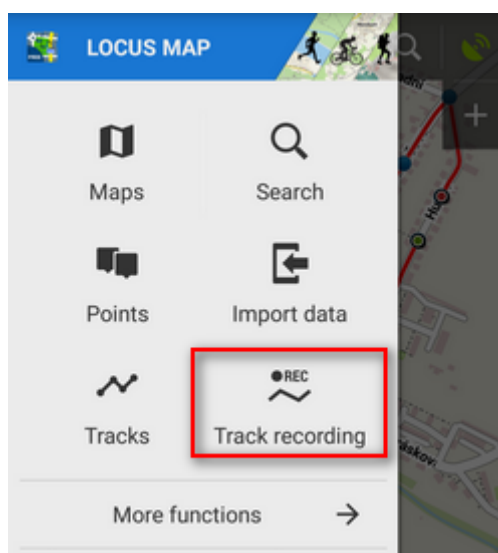 LOCUS MAP
Maps
Search
Points
Import data
REC
Tracks
Track recording
More functions